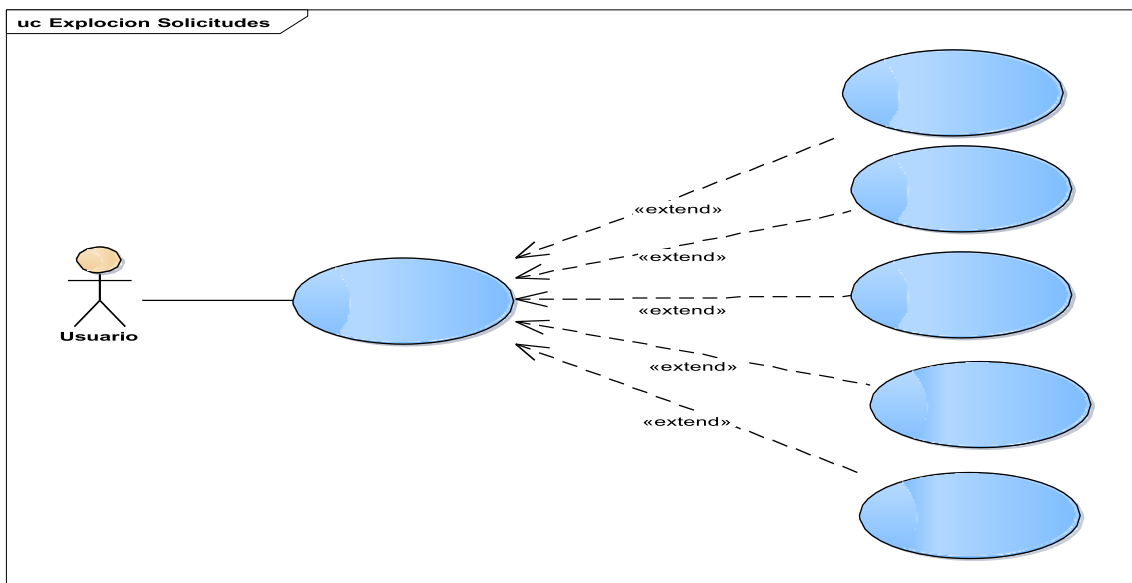 uc Explocion Solicitudes
«extend»
«extend»
«extend»
«extend»
«extend»
Usuario